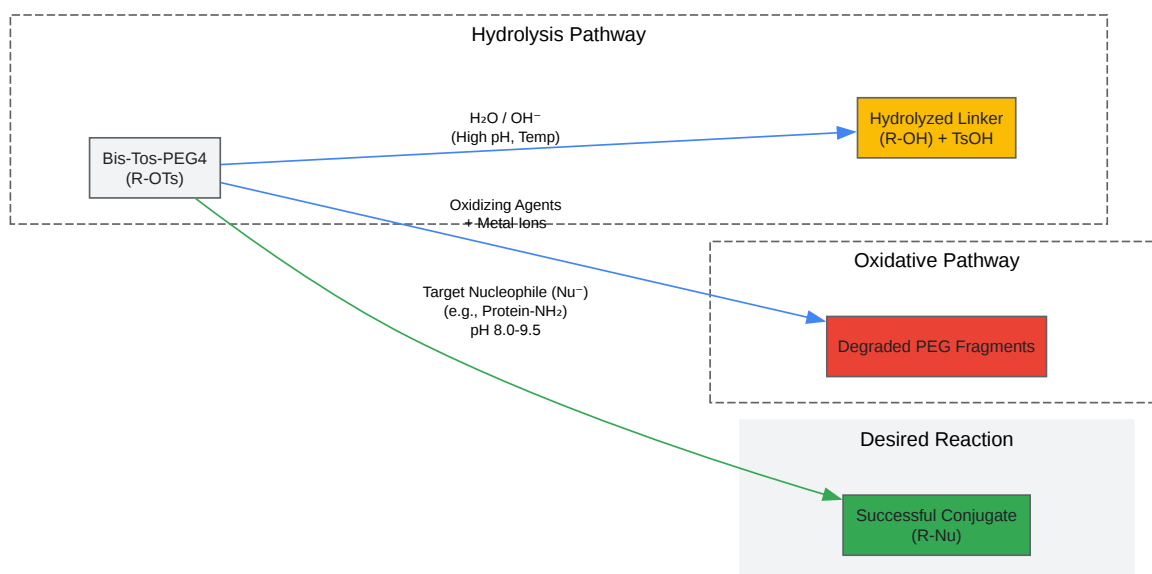 Hydrolysis Pathway
H₂O / OH⁻
(High pH, Temp)
Hydrolyzed Linker
(R-OH) + TsOH
Bis-Tos-PEG4
(R-OTs)
Oxidizing Agents
+ Metal Ions
Oxidative Pathway
Target Nucleophile (Nu⁻)
(e.g., Protein-NH₂)
pH 8.0-9.5
Degraded PEG Fragments
Desired Reaction
Successful Conjugate
(R-Nu)